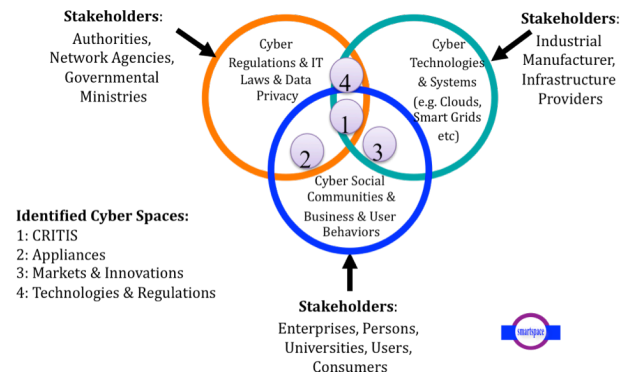 Stakeholders:
Authorities,
Network Agencies,
Governmental
Ministries
Cyber
Regulations & IT
Laws & Data
Privacy
Cyber
Technologies
& Systems
(e.g. Clouds,
Smart Grids
etc)
Stakeholders:
Industrial
Manufacturer,
Infrastructure
Providers
4
1
2
3
Cyber Social
Communities &
Business & User
Behaviors
Identified Cyber Spaces:
1: CRITIS
2: Appliances
3: Markets & Innovations
4: Technologies & Regulations
Stakeholders:
Enterprises, Persons,
Universities, Users,
Consumers
smartspace